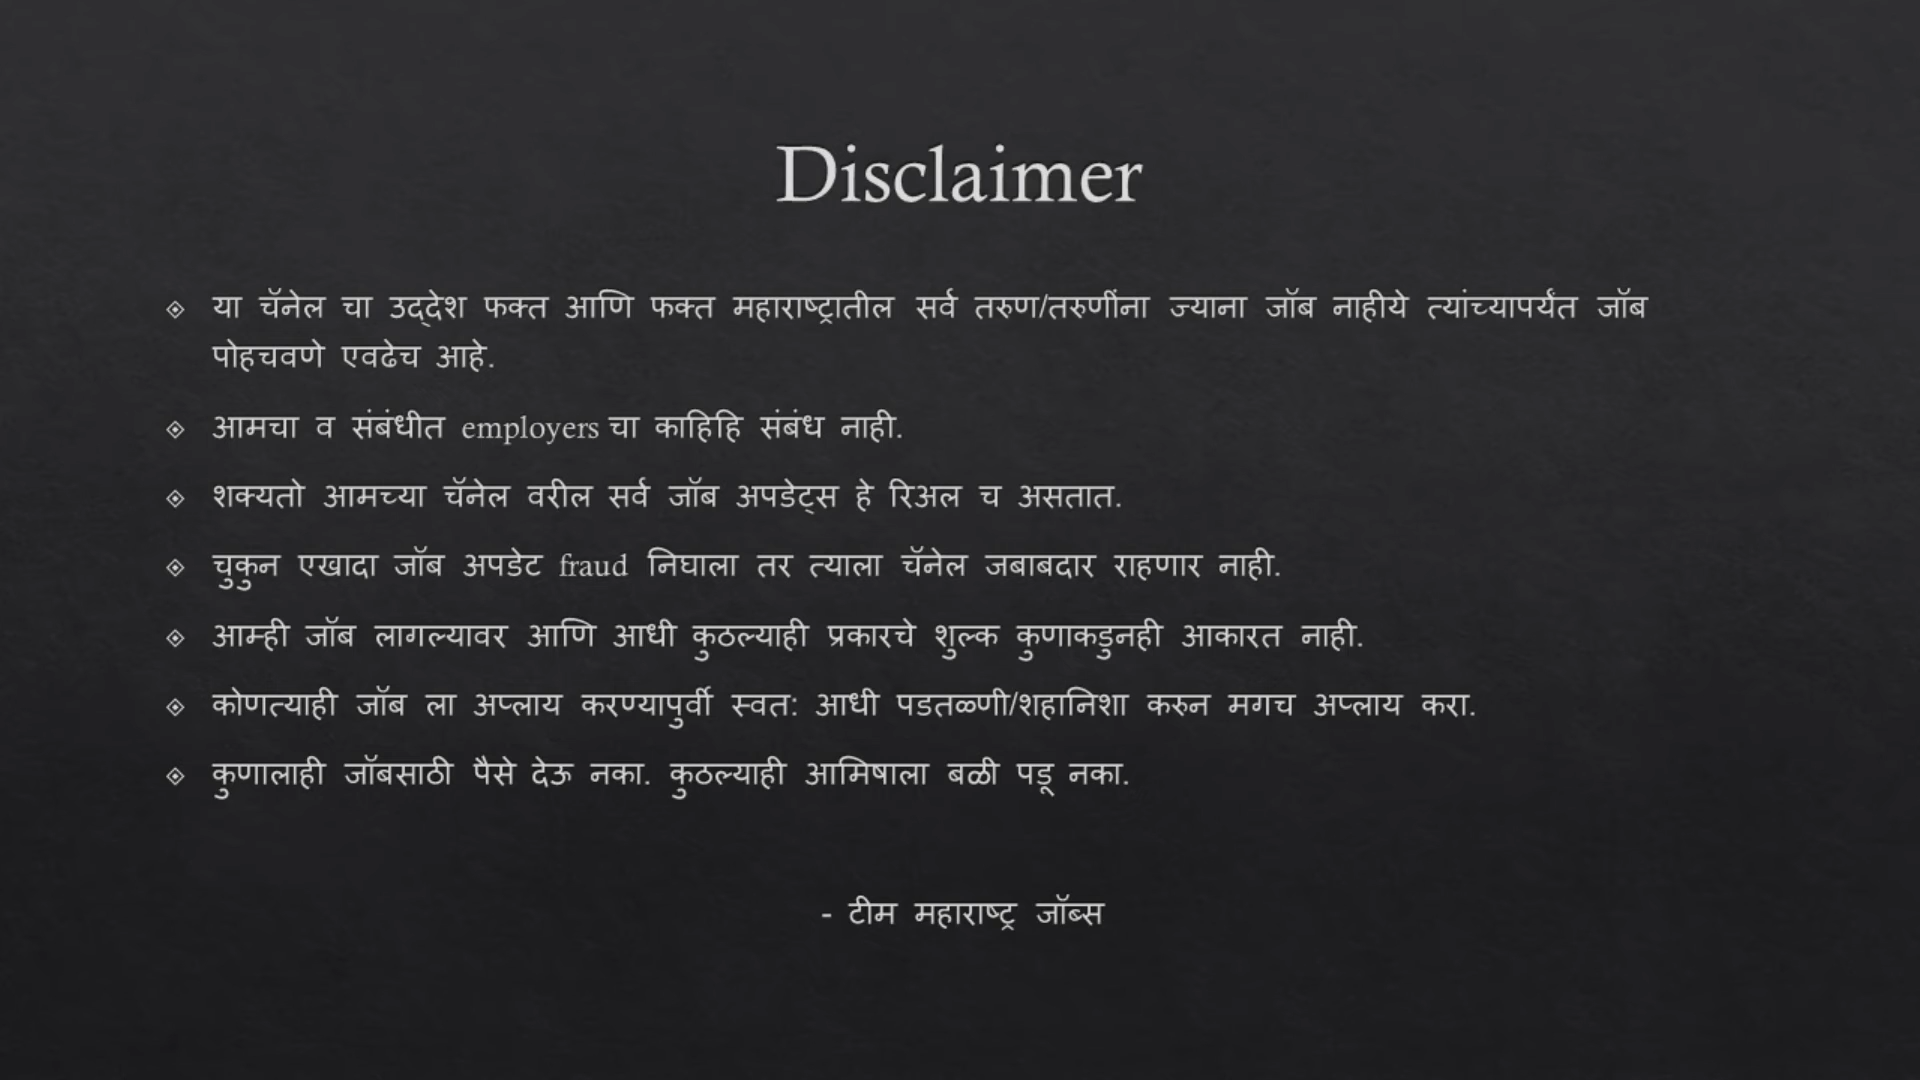 Disclaimer
या चॅनेल चा उद्देश फक्त आणि फक्त महाराष्ट्रातील सर्व तरुण/तरुणींना ज्याना जॉब नाहीये त्यांच्यापर्यंत जॉब
पोहचवणे एवढेच आहे.
आमचा व संबंधीत employers चा काहिहि संबंध नाही.
शक्यतो आमच्या चॅनेल वरील सर्व जॉब अपडेट्स हे रिअल च असतात.
चुकुन एखादा जॉब अपडेट fraud निघाला तर त्याला चॅनेल जबाबदार राहणार नाही.
आम्ही जॉब लागल्यावर आणि आधी कुठल्याही प्रकारचे शुल्क कुणाकडुनही आकारत नाही.
कोणत्याही जॉब ला अप्लाय करण्यापुर्वी स्वत: आधी पडतळ्णी/शहानिशा करुन मगच अप्लाय करा.
कुणालाही जॉबसाठी पैसे देऊ नका. कुठल्याही आमिषाला बळी पडू नका.
- टीम महाराष्ट्र जॉब्स